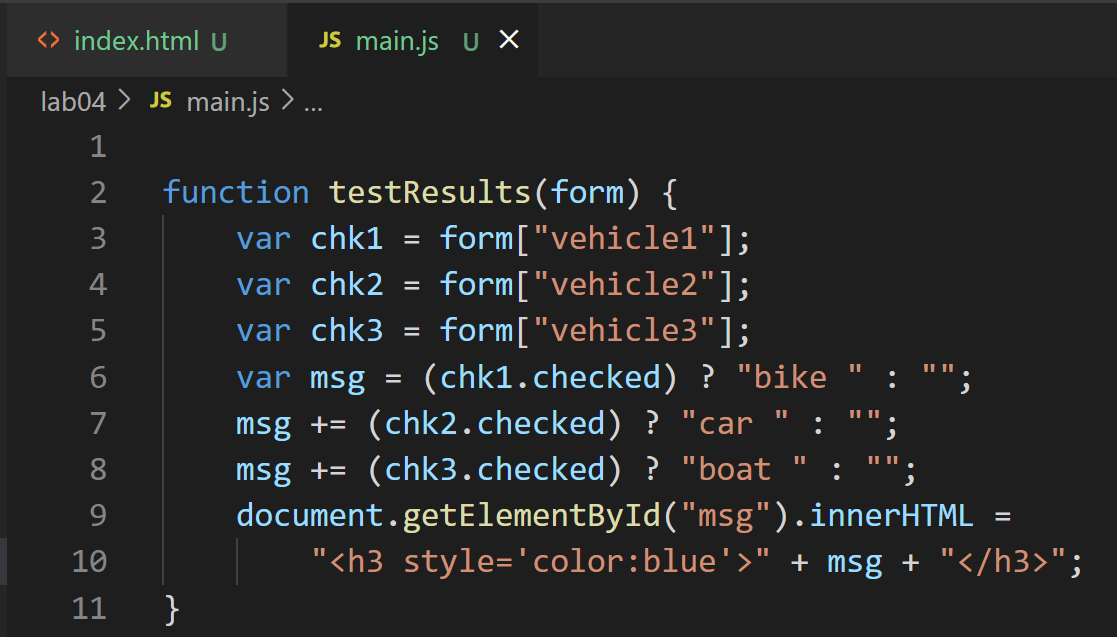 <> index.html U JS main.js U ×
lab04 > JS main.js > ...
1
2 function testResults(form) {
3     var chk1 = form["vehicle1"];
4     var chk2 = form["vehicle2"];
5     var chk3 = form["vehicle3"];
6     var msg = (chk1.checked) ? "bike " : "";
7     msg += (chk2.checked) ? "car " : "";
8     msg += (chk3.checked) ? "boat " : "";
9     document.getElementById("msg").innerHTML =
10         "<h3 style='color:blue'>" + msg + "</h3>";
11 }